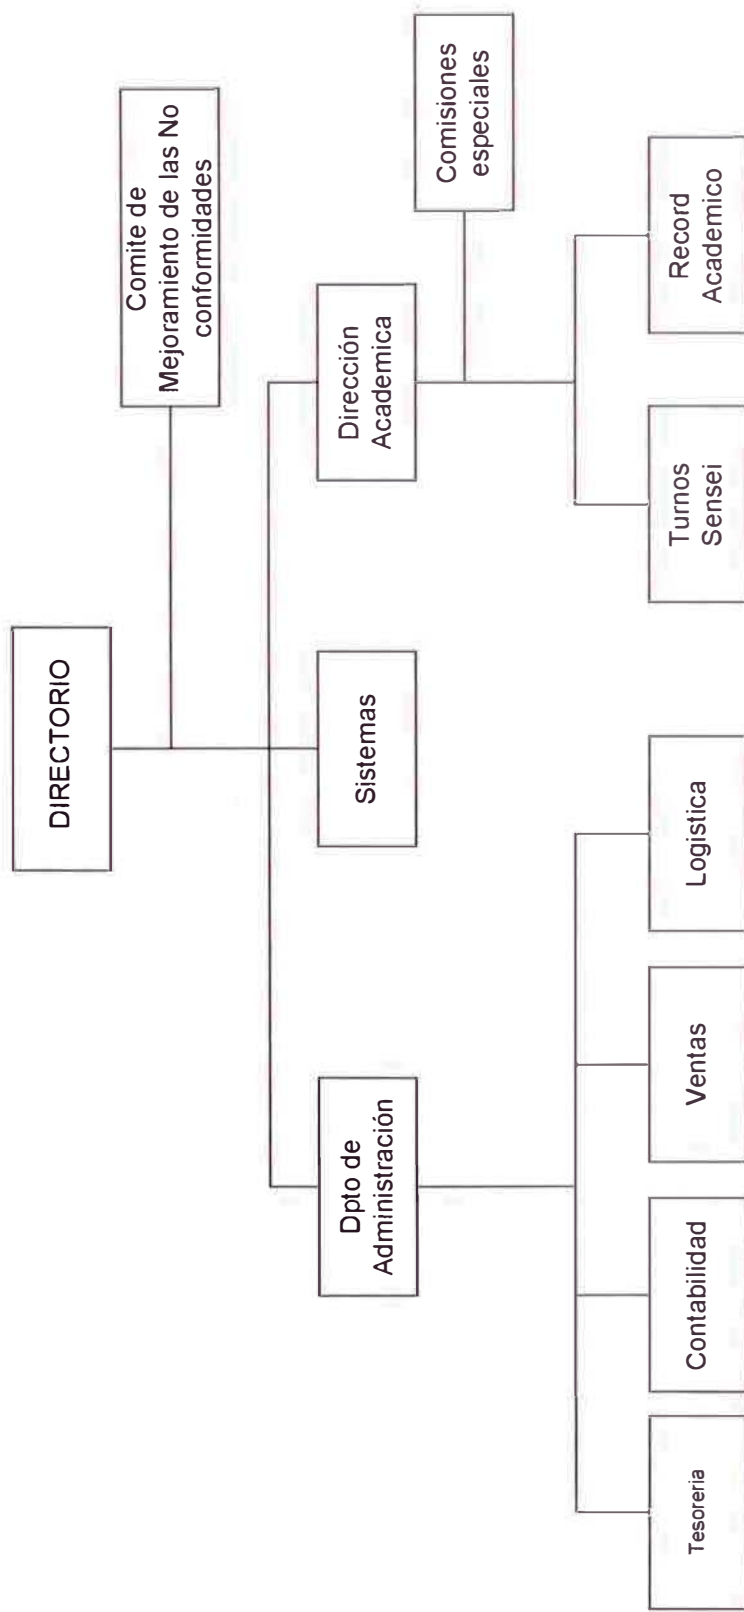 DIRECTORIO
Comite de
Mejoramiento de las No
conformidades
Dpto de
Administración
Sistemas
Dirección
Academica
Comisiones
especiales
Tesoreria
Contabilidad
Ventas
Logistica
Turnos
Sensei
Record
Academico